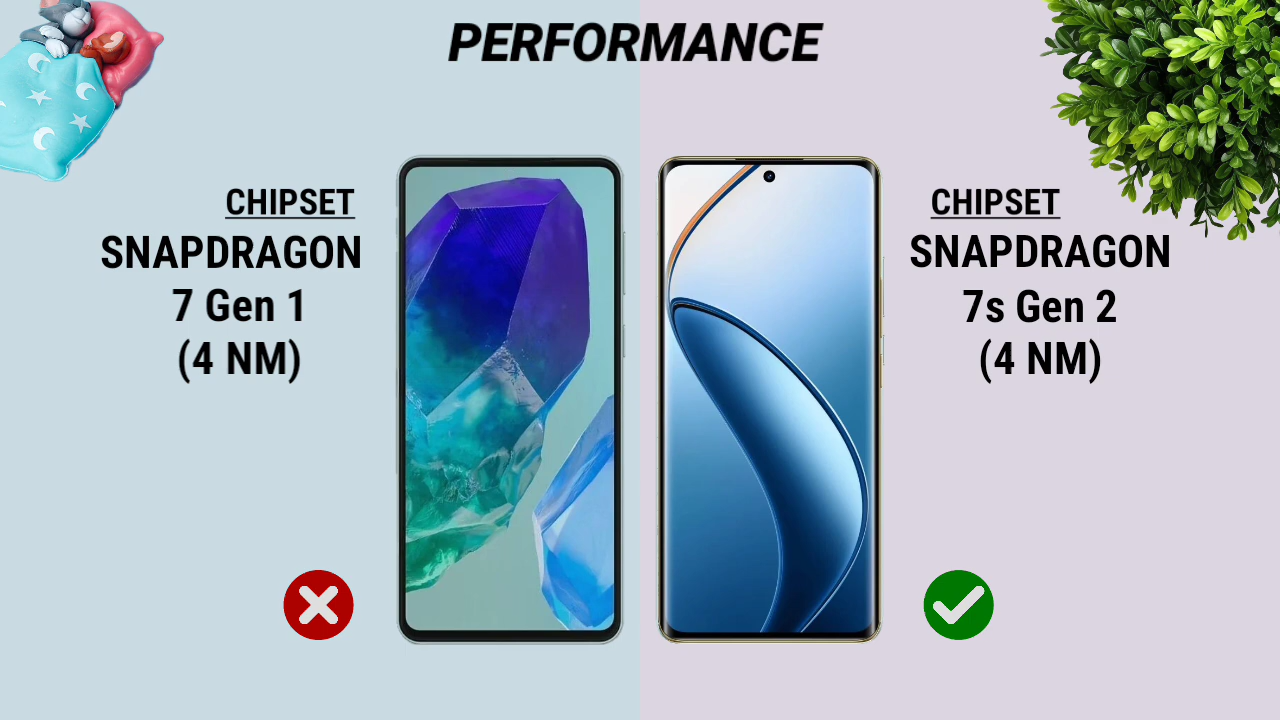 PERFORMANCE
CHIPSET
SNAPDRAGON
7 Gen 1
(4 NM)
CHIPSET
SNAPDRAGON
7s Gen 2
(4 NM)